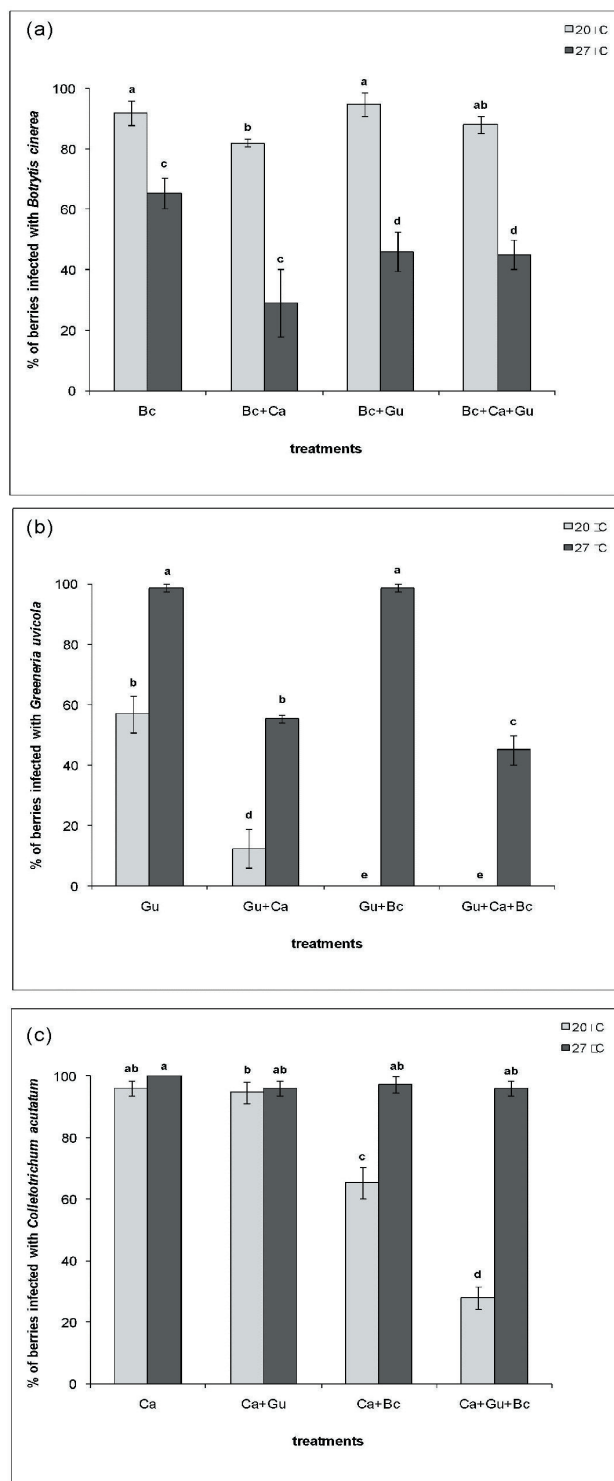 (a)
20 ÷C
27 ÷C
% of berries infected with Botrytis cinerea
100
80
60
40
20
0
a
c
b
c
a
d
ab
d
Bc
Bc+Ca
Bc+Gu
Bc+Ca+Gu
treatments
(b)
20 □C
27 □C
% of berries infected with Greeneria uvicola
100
80
60
40
20
0
b
a
d
b
e
a
e
c
Gu
Gu+Ca
Gu+Bc
Gu+Ca+Bc
treatments
(c)
20 ÷C
27 □C
% of berries infected with Colletotrichum acutatum
100
80
60
40
20
0
ab
a
b
ab
c
ab
d
ab
Ca
Ca+Gu
Ca+Bc
Ca+Gu+Bc
treatments